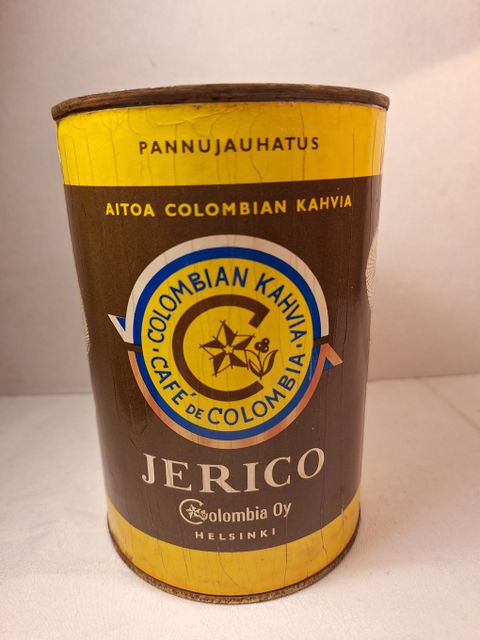 PANNUJAUHATUS
AITOA COLOMBIAN KAHVIA
COLOMBIAN KAHVIA
CAFÉ DE COLOMBIA
JERICO
Colombia Oy
HELSINKI